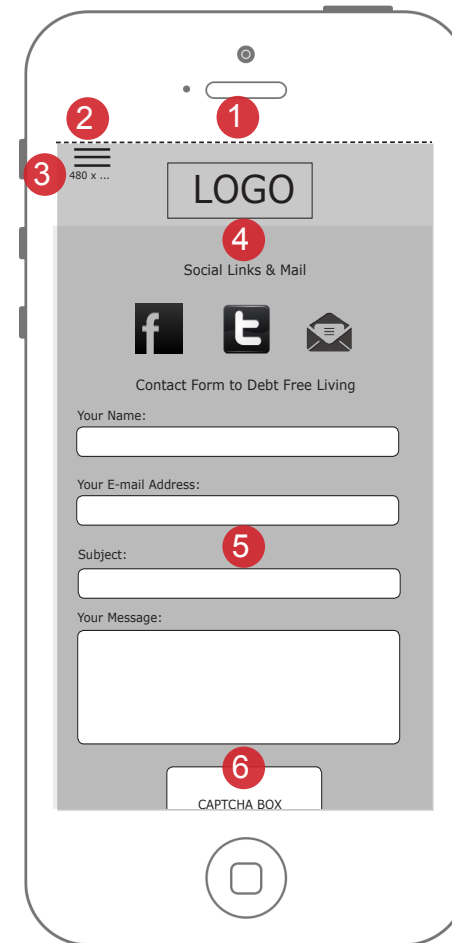 1
2
3
480 x ...
LOGO
4
Social Links & Mail
f t
Contact Form to Debt Free Living
Your Name:
Your E-mail Address:
5
Subject:
Your Message:
6
CAPTCHA BOX